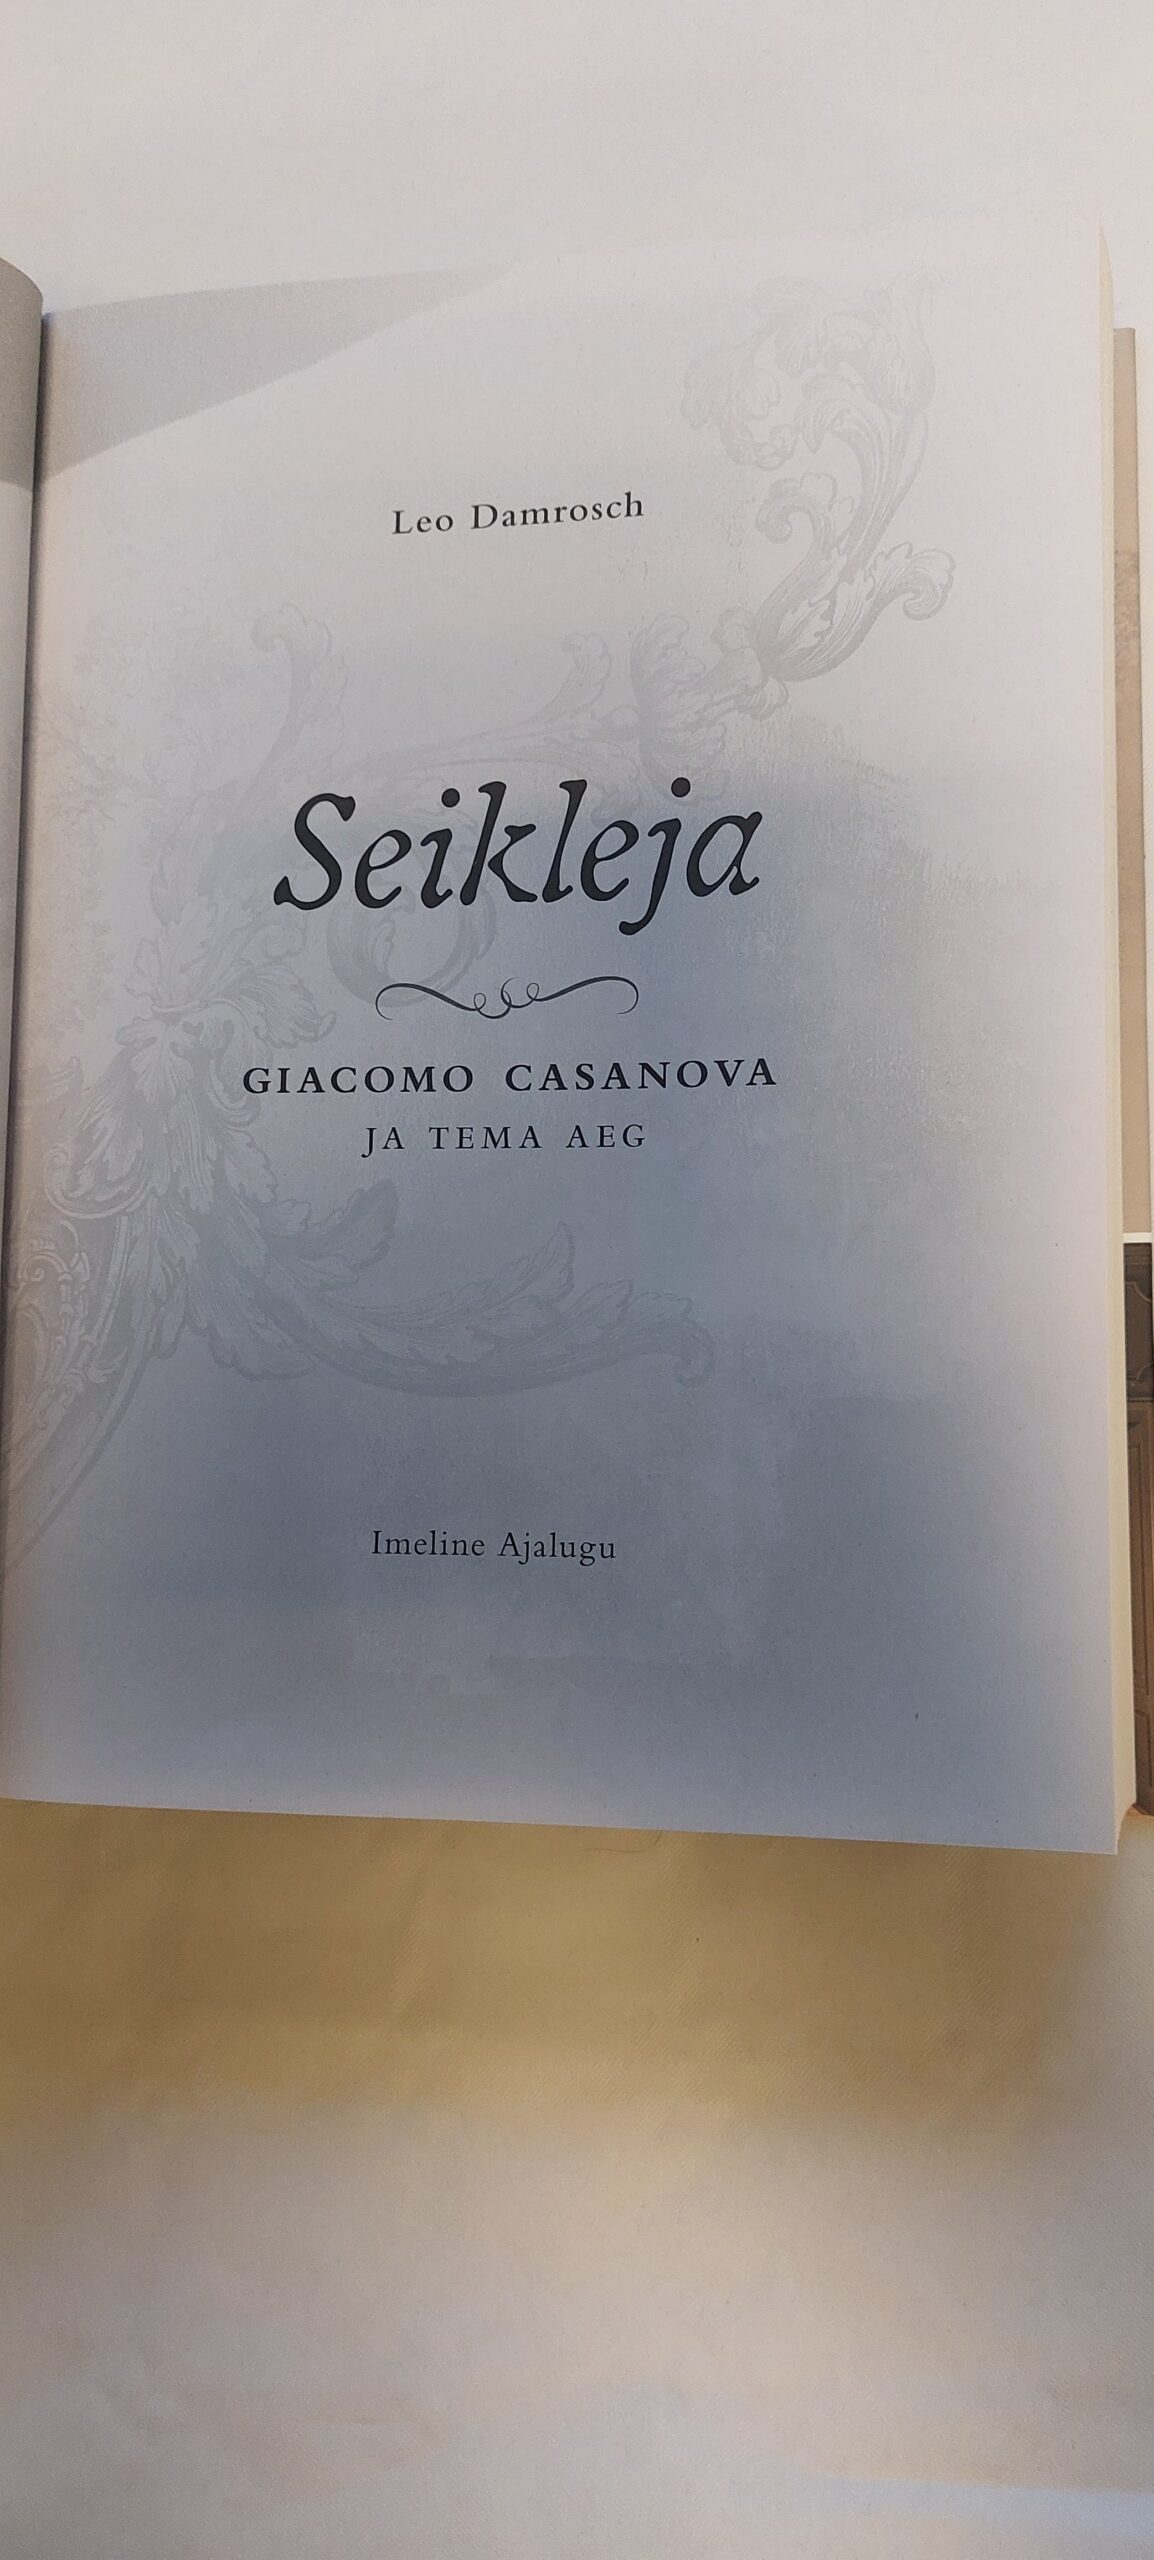 Leo Damrosch
Seikleja
GIACOMO CASANOVA
JA TEMA AEG
Imeline Ajalugu